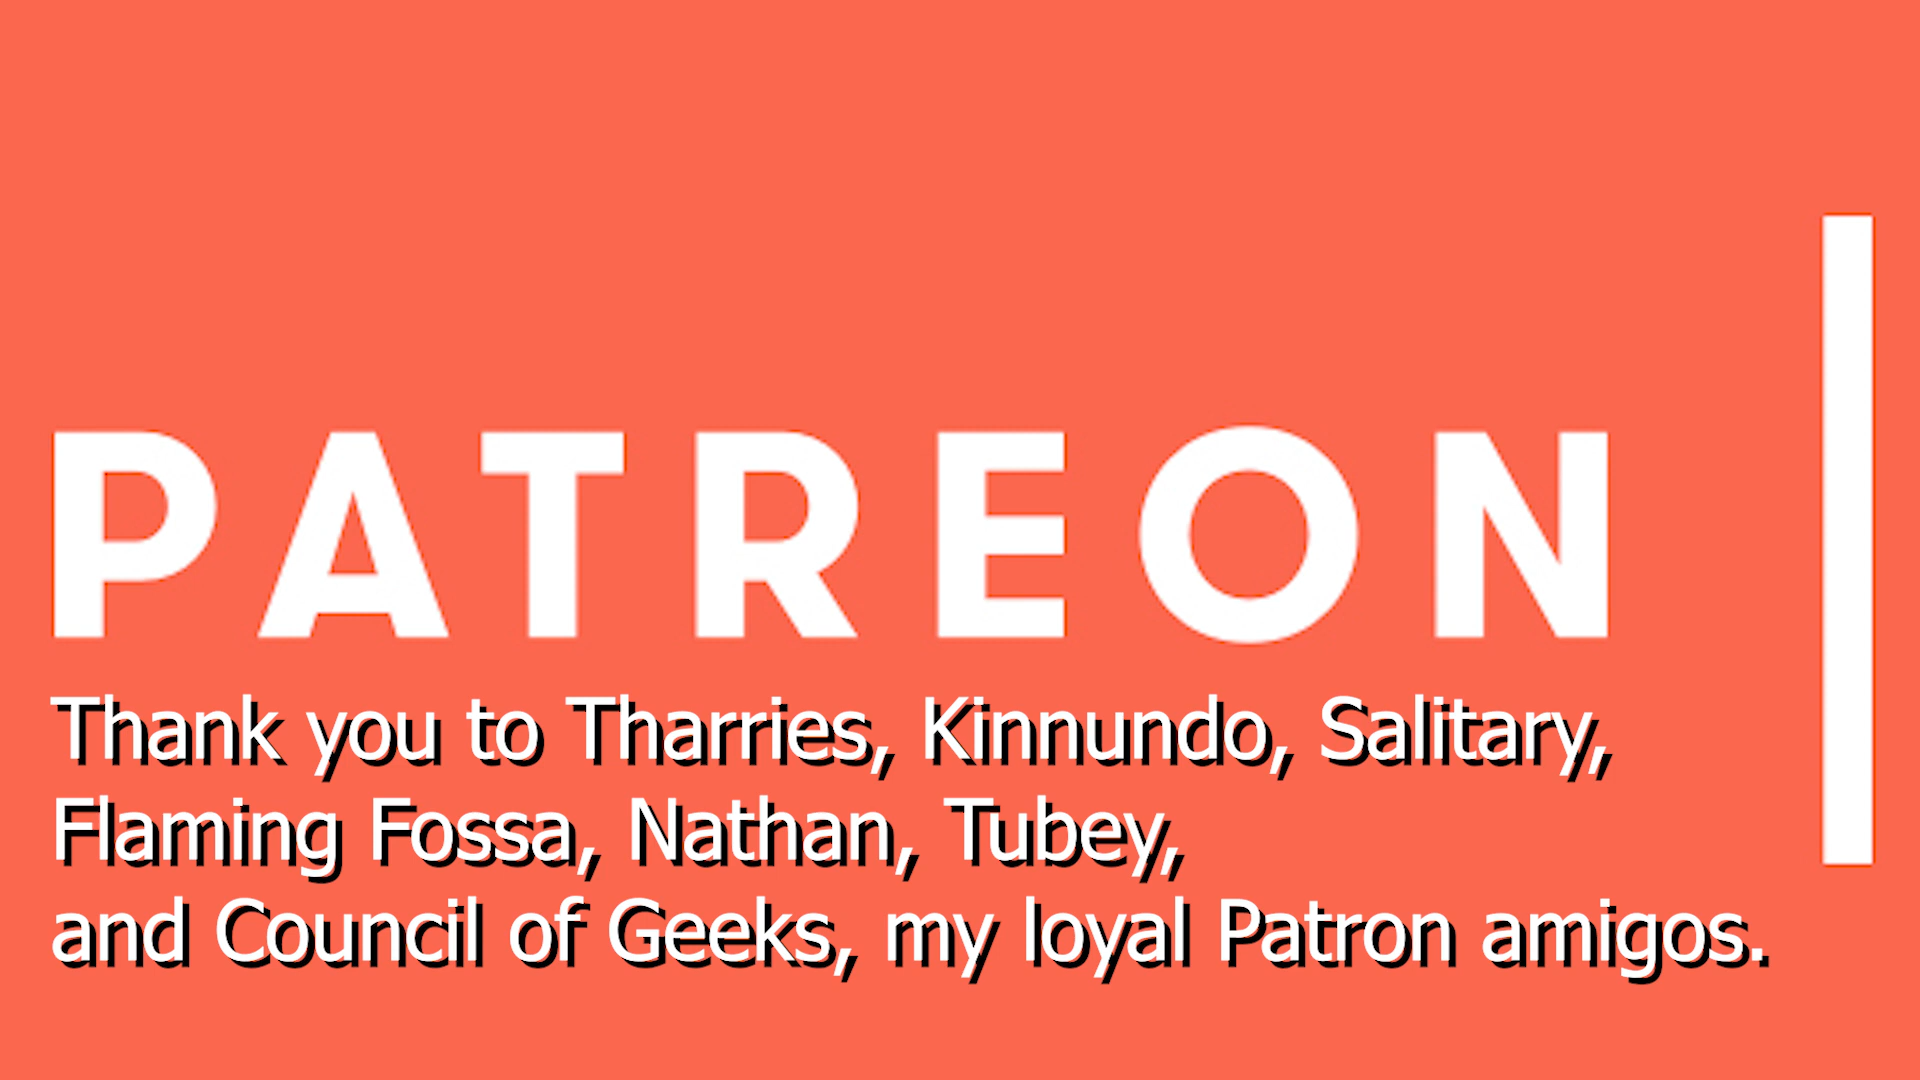 PATREON
Thank you to Tharries, Kinnundo, Salitary,
Flaming Fossa, Nathan, Tubey,
and Council of Geeks, my loyal Patron amigos.